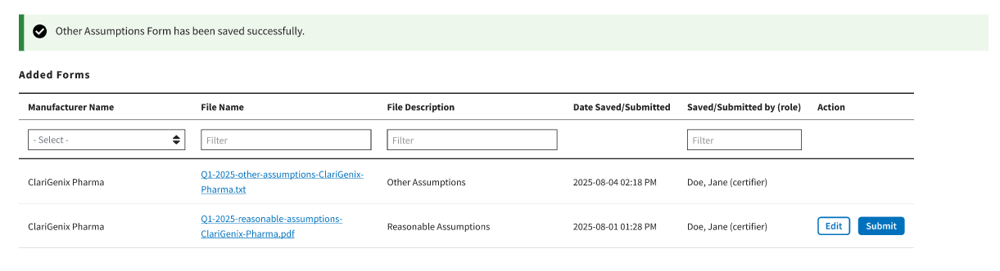 Other Assumptions Form has been saved successfully.
Added Forms
Manufacturer Name File Name File Description Date Saved/Submitted Saved/Submitted by (role) Action
- Select - Filter Filter Filter
ClariGenix Pharma Q1-2025-other-assumptions-ClariGenix-
Pharma.txt Other Assumptions 2025-08-04 02:18 PM Doe, Jane (certifier)
ClariGenix Pharma Q1-2025-reasonable-assumptions-
ClariGenix-Pharma.pdf Reasonable Assumptions 2025-08-01 01:28 PM Doe, Jane (certifier) Edit Submit